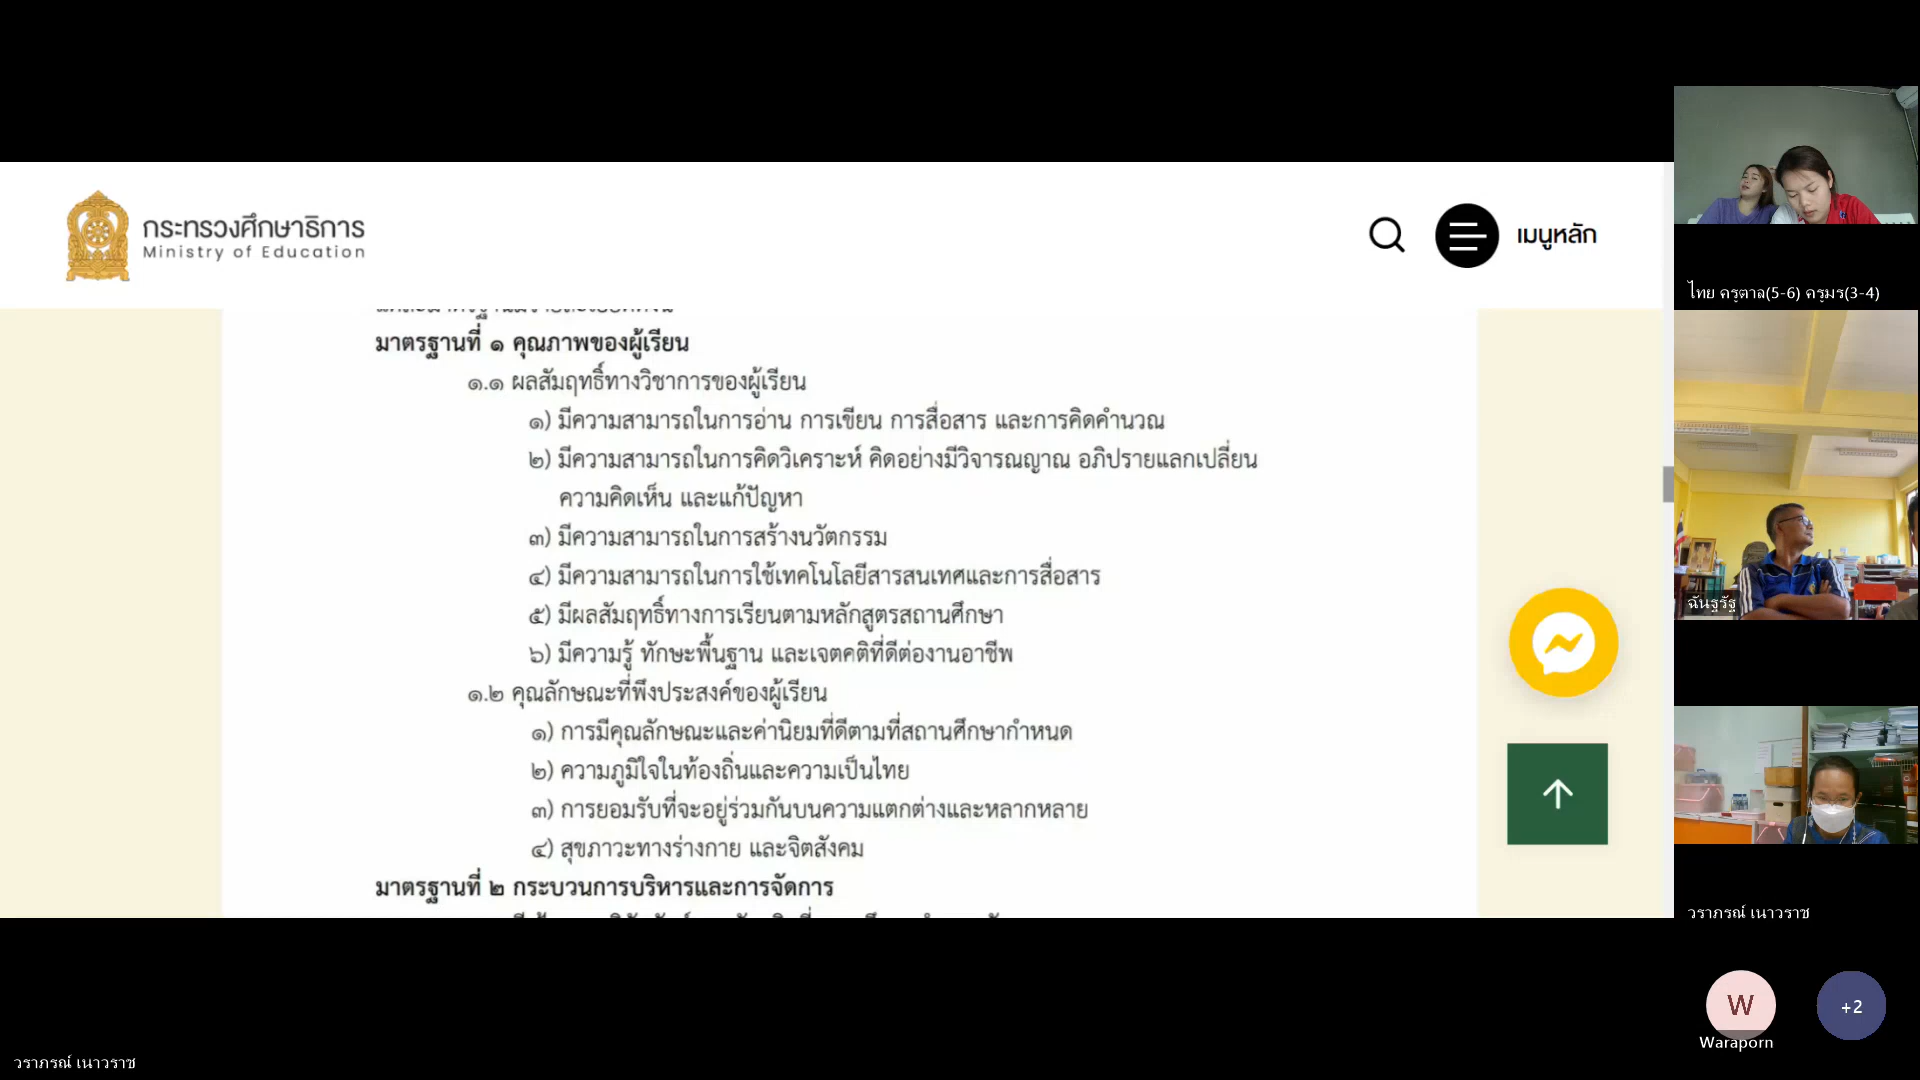 กระทรวงศึกษาธิการ
Ministry of Education
เมนูหลัก
มาตรฐานที่ ๑ คุณภาพของผู้เรียน
๑.๑ ผลสัมฤทธิ์ทางวิชาการของผู้เรียน
๑) มีความสามารถในการอ่าน การเขียน การสื่อสาร และการคิดคำนวณ
๒) มีความสามารถในการคิดวิเคราะห์ คิดอย่างมีวิจารณญาณ อภิปรายแลกเปลี่ยน
ความคิดเห็น และแก้ปัญหา
๓) มีความสามารถในการสร้างนวัตกรรม
๔) มีความสามารถในการใช้เทคโนโลยีสารสนเทศและการสื่อสาร
๕) มีผลสัมฤทธิ์ทางการเรียนตามหลักสูตรสถานศึกษา
๖) มีความรู้ ทักษะพื้นฐาน และเจตคติที่ดีต่องานอาชีพ
๑.๒ คุณลักษณะที่พึงประสงค์ของผู้เรียน
๑) การมีคุณลักษณะและค่านิยมที่ดีตามที่สถานศึกษากำหนด
๒) ความภูมิใจในท้องถิ่นและความเป็นไทย
๓) การยอมรับที่จะอยู่ร่วมกันบนความแตกต่างและหลากหลาย
๔) สุขภาวะทางร่างกาย และจิตสังคม
มาตรฐานที่ ๒ กระบวนการบริหารและการจัดการ
ไทย ครูตาล(5-6) ครูมร(3-4)
ฉันฐรัฐ
วราภรณ์ เนาวราช
W
Waraporn
+2
วราภรณ์ เนาวราช